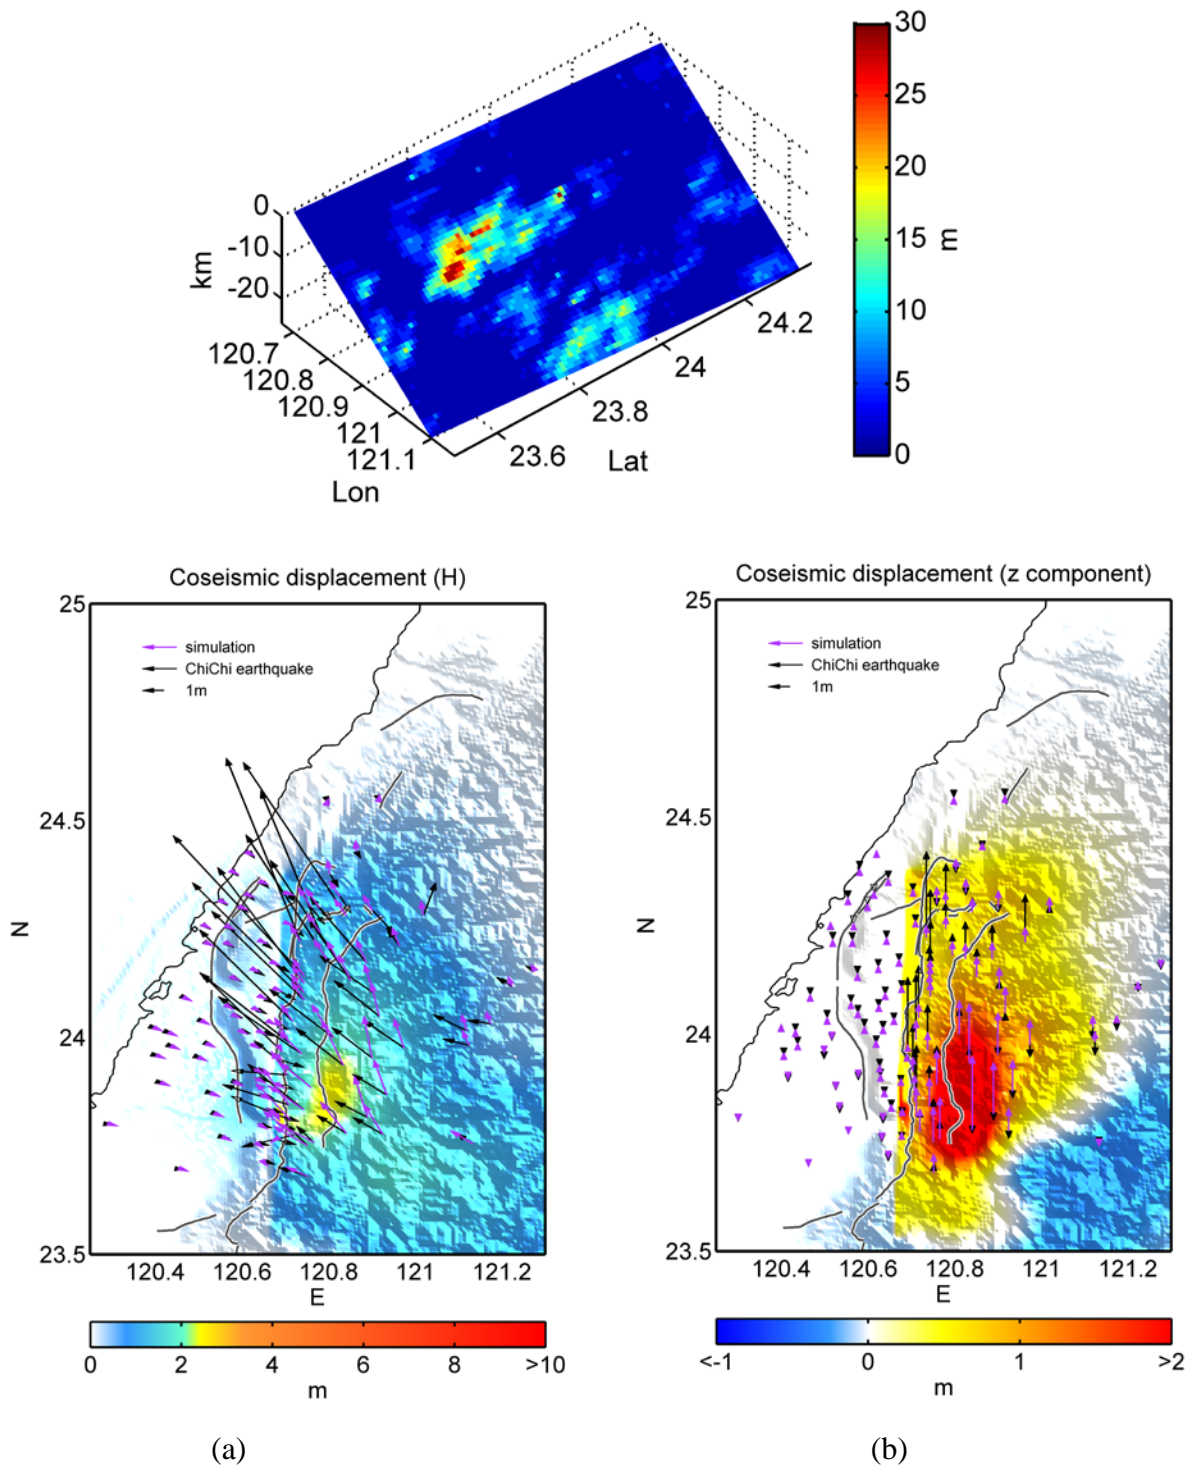 30
25
20
15
10
5
0
m
0
-10
-20
km
120.7
120.8
120.9
121
121.1
Lon
23.6
23.8
24
24.2
Lat
Coseismic displacement (H)
simulation
ChiChi earthquake
1m
25
24.5
24
23.5
N
120.4 120.6 120.8 121 121.2
E
0 2 4 6 8 >10
m
(a)
Coseismic displacement (z component)
simulation
ChiChi earthquake
1m
25
24.5
24
23.5
N
120.4 120.6 120.8 121 121.2
E
<-1 0 1 >2
m
(b)